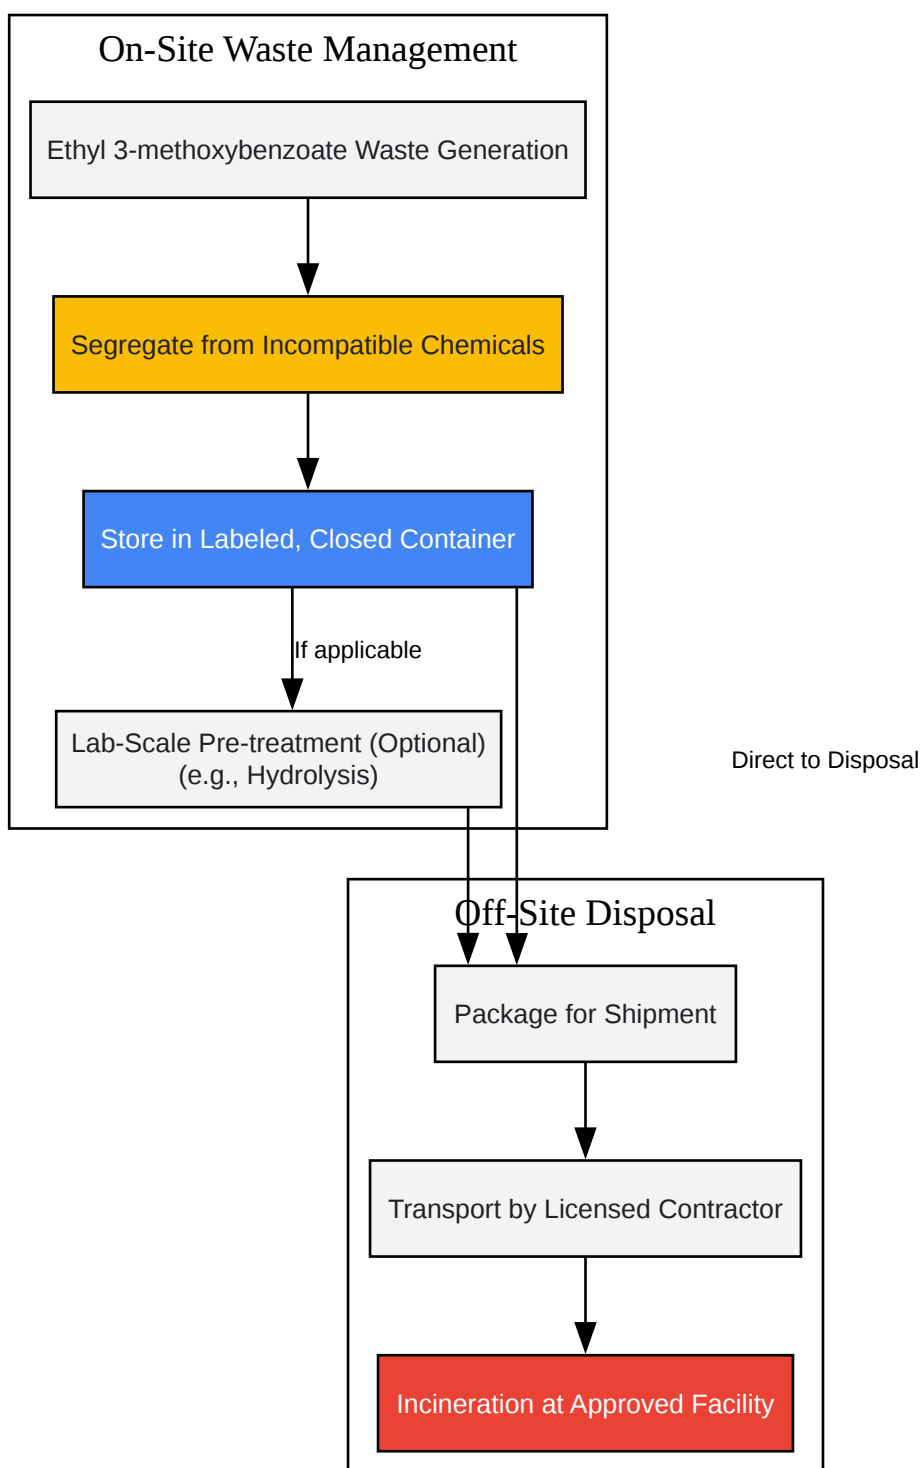 On-Site Waste Management
Ethyl 3-methoxybenzoate Waste Generation
Segregate from Incompatible Chemicals
Store in Labeled, Closed Container
If applicable
Lab-Scale Pre-treatment (Optional)
(e.g., Hydrolysis)
Direct to Disposal
Off-Site Disposal
Package for Shipment
Transport by Licensed Contractor
Incineration at Approved Facility